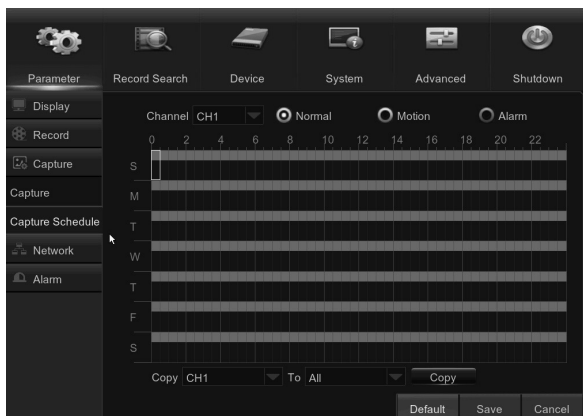 Parameter Record Search Device System Advanced Shutdown
Display
Record
Capture
Capture
Capture Schedule
Network
Alarm
Channel CH1 Normal Motion Alarm
0 2 4 6 8 10 12 14 16 18 20 22
S
M
T
W
T
F
S
Copy CH1 To All Copy
Default Save Cancel